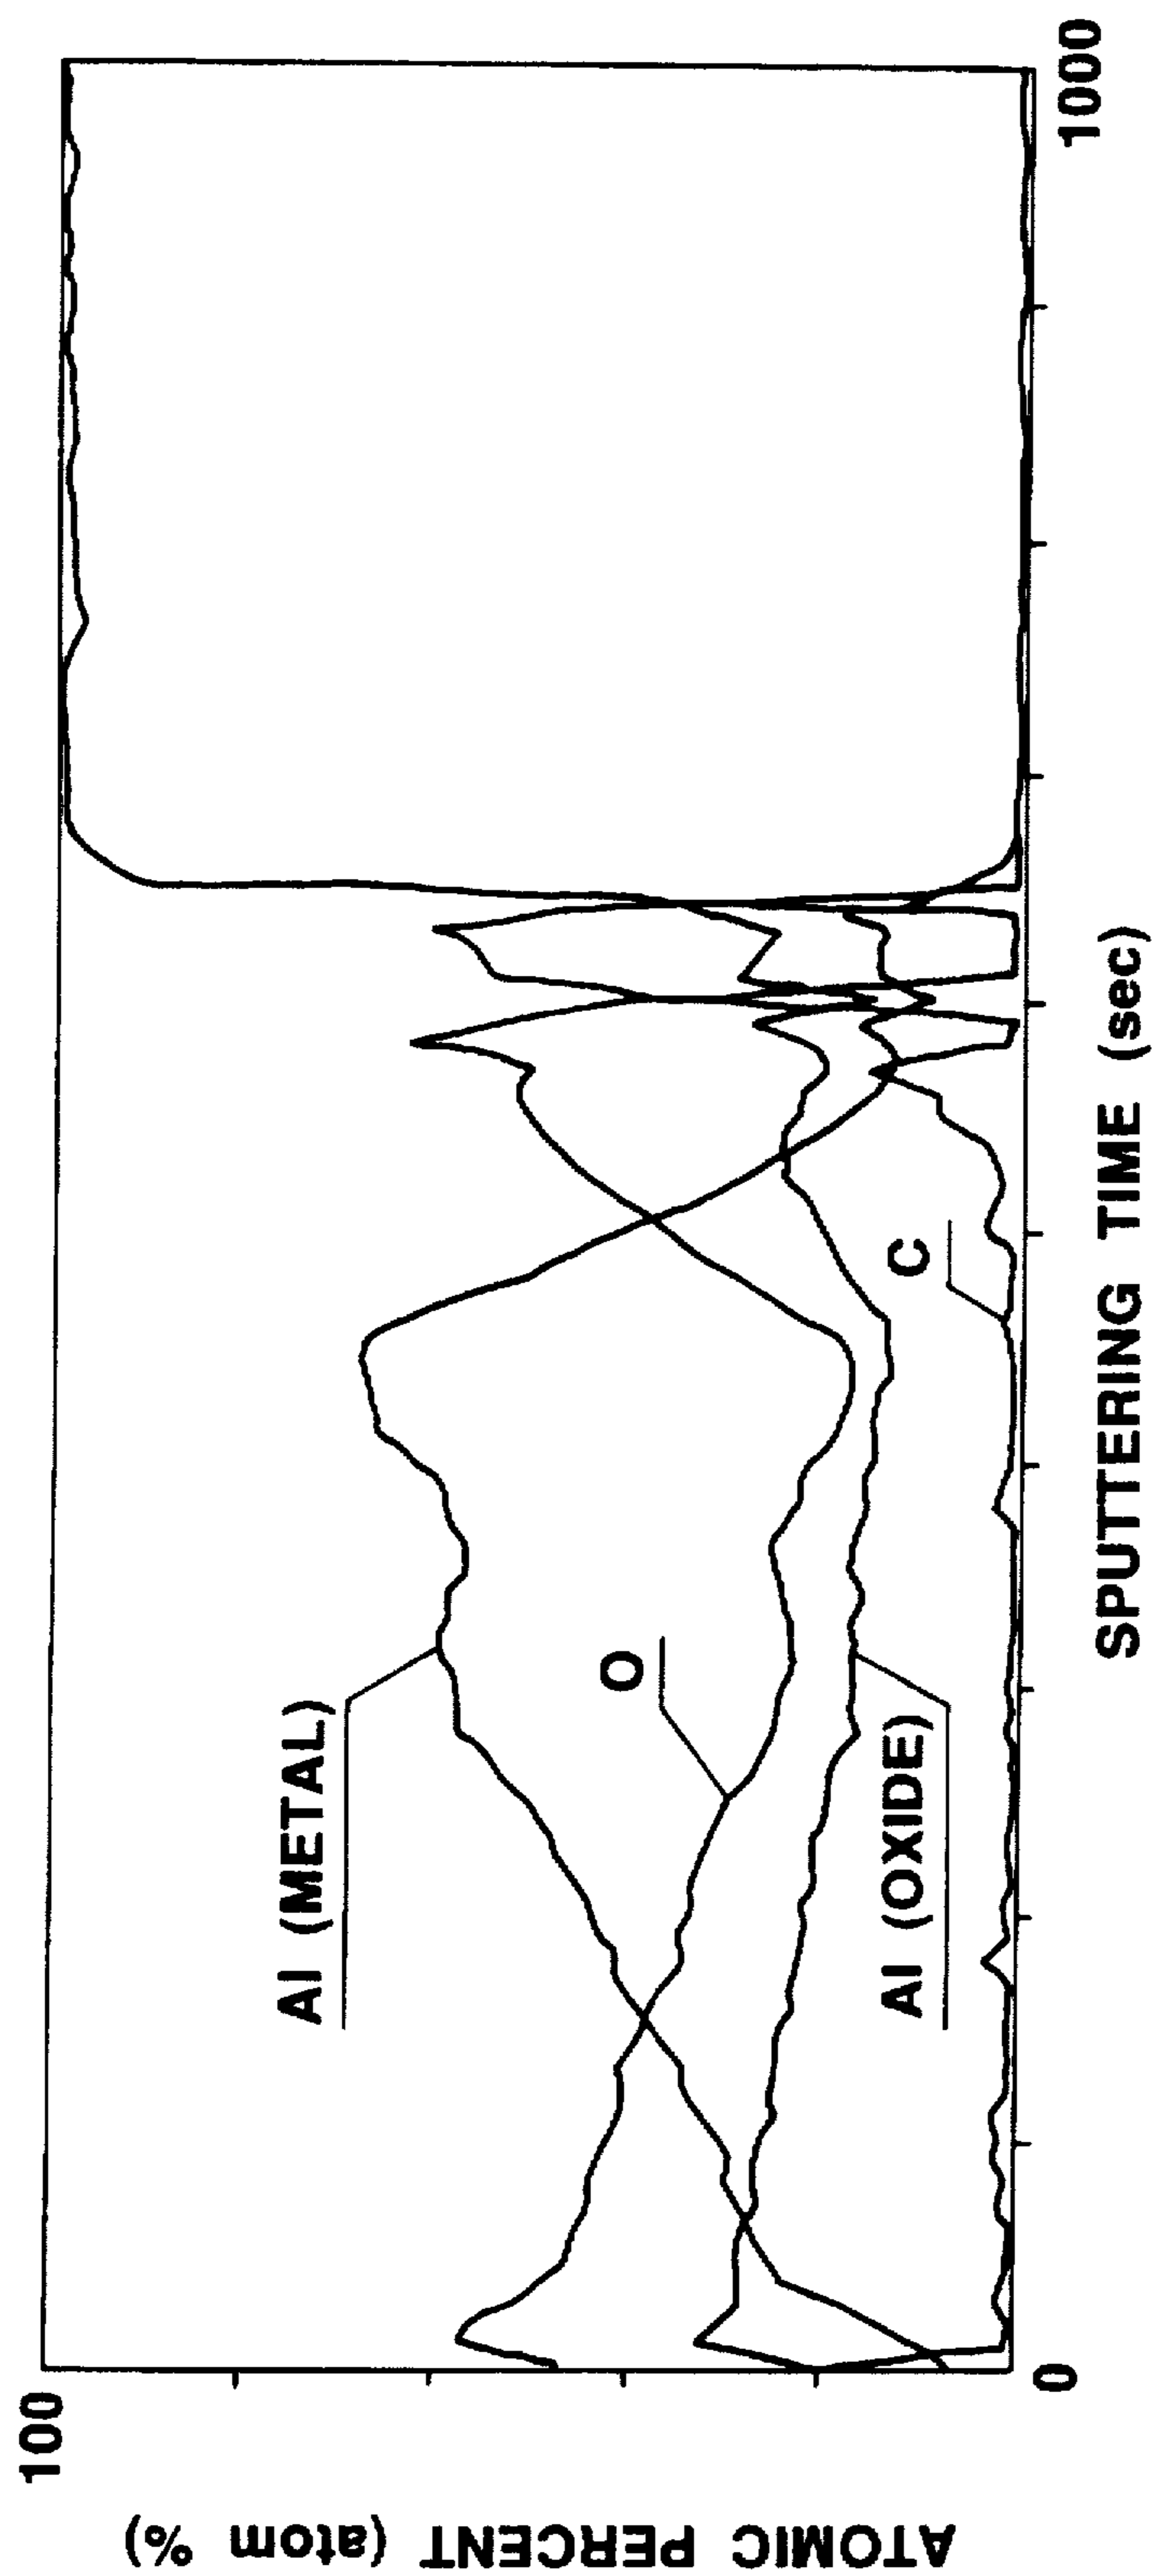 100
ATOMIC PERCENT (atom %)
Al (METAL)
O
Al (OXIDE)
C
0
1000
SPUTTERING TIME (sec)